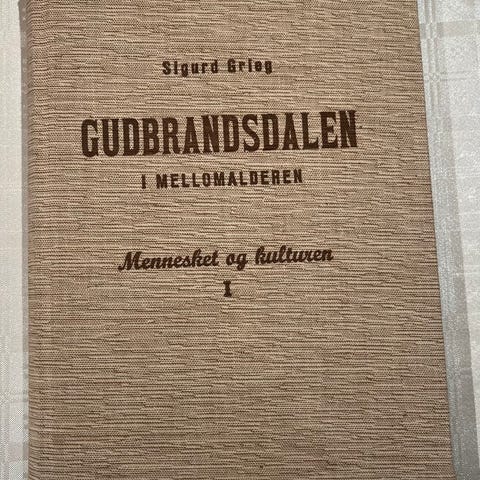 Sigurd Grieg
GUDBRANDSDALEN
I MELLOMALDEREN
Mennesket og kulturen
I